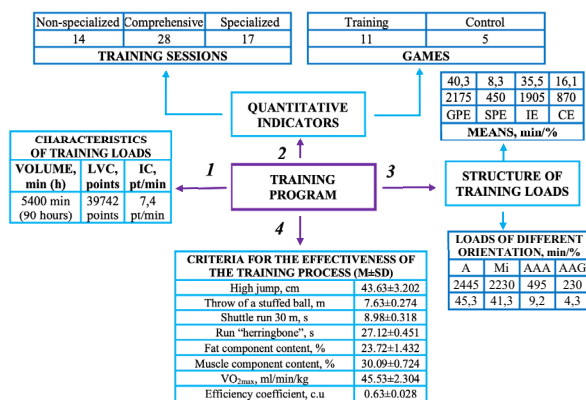 Non-specialized Comprehensive Specialized
14 28 17
TRAINING SESSIONS
Training Control
11 5
GAMES
40,3 8,3 35,5 16,1
2175 450 1905 870
GPE SPE IE CE
MEANS, min/%
QUANTITATIVE
INDICATORS
CHARACTERISTICS
OF TRAINING LOADS
VOLUME, LVC, IC,
min (h) points pt/min
5400 min 39742 7,4
(90 hours) points pt/min
1
2
3
4
TRAINING
PROGRAM
STRUCTURE OF
TRAINING LOADS
LOADS OF DIFFERENT
ORIENTATION, min/%
A Mi AAA AAG
2445 2230 495 230
45,3 41,3 9,2 4,3
CRITERIA FOR THE EFFECTIVENESS
OF THE TRAINING PROCESS (M±SD)
High jump, cm 43.63±3.202
Throw of a stuffed ball, m 7.63±0.274
Shuttle run 30 m, s 8.98±0.318
Run “herringbone”, s 27.12±0.451
Fat component content, % 23.72±1.432
Muscle component content, % 30.09±0.724
VO2max, ml/min/kg 45.53±2.304
Efficiency coefficient, c.u 0.63±0.028